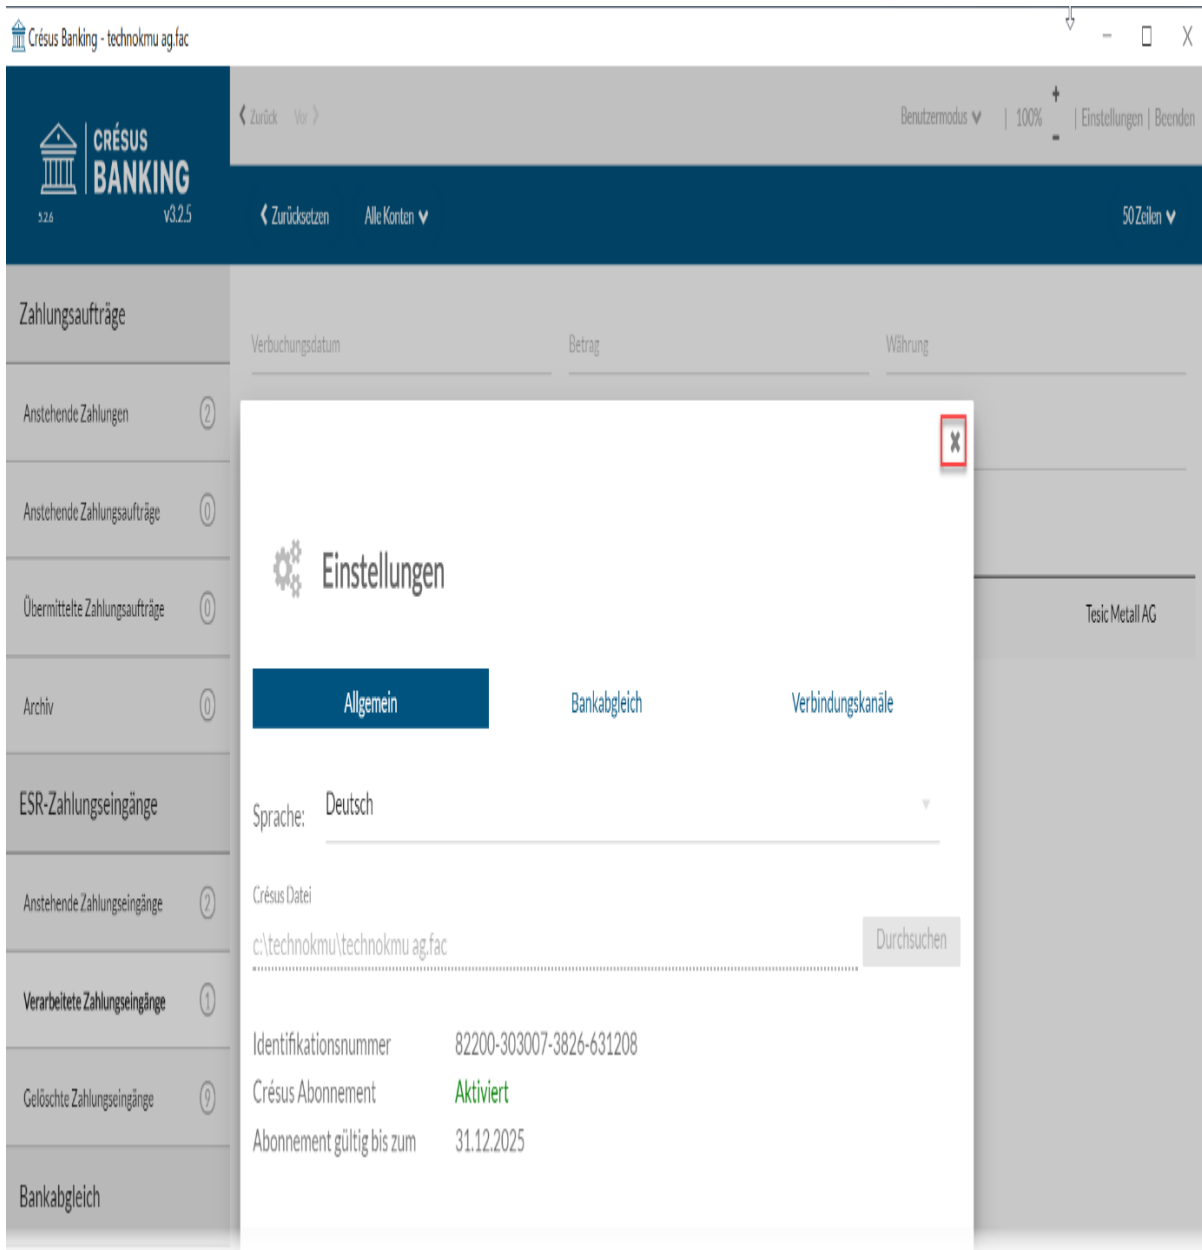 Crésus Banking - technokmu ag.fac
CRÉSUS
BANKING
5.2.6 v3.2.5
Zurück Vor
Benutzermodus | 100% + - | Einstellungen | Beenden
Zurücksetzen Alle Konten 50 Zeilen
Zahlungsaufträge
Anstehende Zahlungen 2
Anstehende Zahlungsaufträge 0
Übermittelte Zahlungsaufträge 0
Archiv 0
ESR-Zahlungseingänge
Anstehende Zahlungseingänge 2
Verarbeitete Zahlungseingänge 1
Gelöschte Zahlungseingänge 9
Bankabgleich
Verbuchungsdatum Betrag Währung
Tesic Metall AG
Einstellungen
Allgemein Bankabgleich Verbindungskanäle
Sprache: Deutsch
Crésus Datei
c:\technokmu\technokmu ag.fac Durchsuchen
Identifikationsnummer 82200-303007-3826-631208
Crésus Abonnement Aktiviert
Abonnement gültig bis zum 31.12.2025